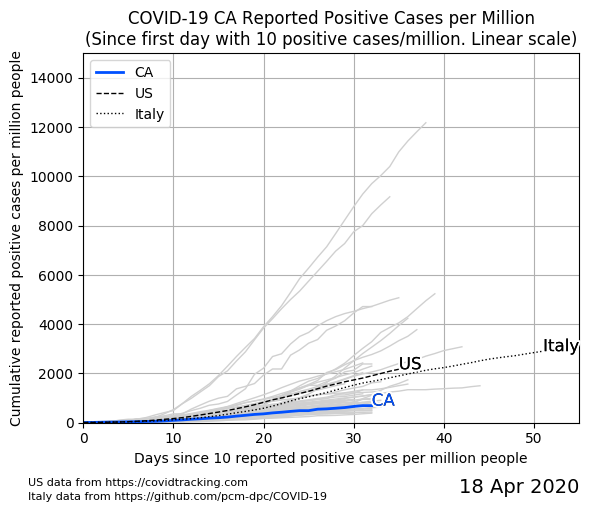 COVID-19 CA Reported Positive Cases per Million
(Since first day with 10 positive cases/million. Linear scale)
Cumulative reported positive cases per million people
14000
12000
10000
8000
6000
4000
2000
0
CA
US
Italy
Italy
US
CA
0 10 20 30 40 50
Days since 10 reported positive cases per million people
US data from https://covidtracking.com
Italy data from https://github.com/pcm-dpc/COVID-19
18 Apr 2020